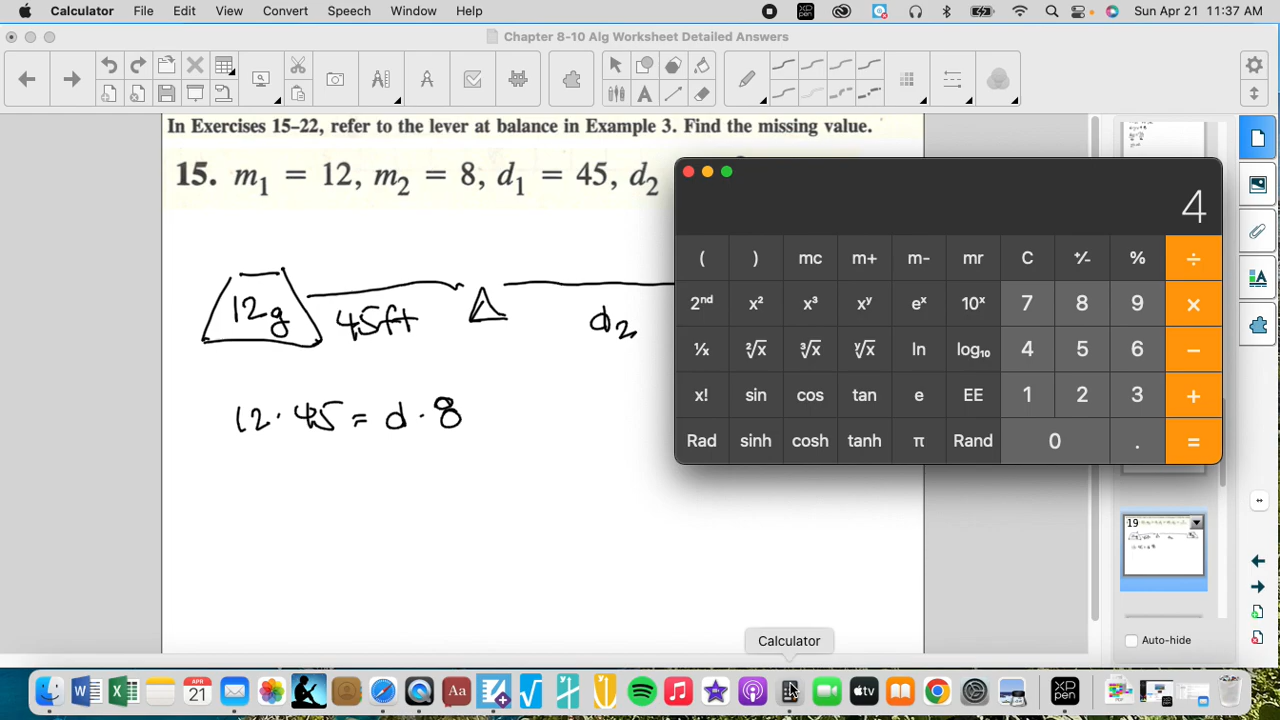 Calculator File Edit View Convert Speech Window Help Sun Apr 21 11:37 AM
Chapter 8-10 Alg Worksheet Detailed Answers
In Exercises 15–22, refer to the lever at balance in Example 3. Find the missing value.
15. m₁ = 12, m₂ = 8, d₁ = 45, d₂
12g 45ft d₂
12 · 45 = d · 8
4
( ) mc m+ m- mr C +/- % ÷
2ⁿᵈ x² x³ xʸ eˣ 10ˣ 7 8 9 ×
¹/x ²√x ³√x ʸ√x ln log₁₀ 4 5 6 −
x! sin cos tan e EE 1 2 3 +
Rad sinh cosh tanh π Rand 0 . =
19
Auto-hide
Calculator
APR
21